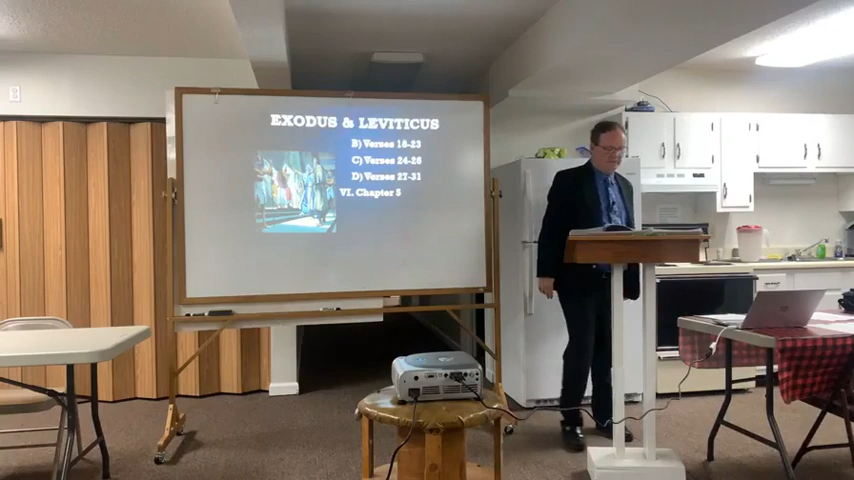 EXODUS & LEVITICUS
B) Verses 18-23
C) Verses 24-26
D) Verses 27-31
VI. Chapter 5